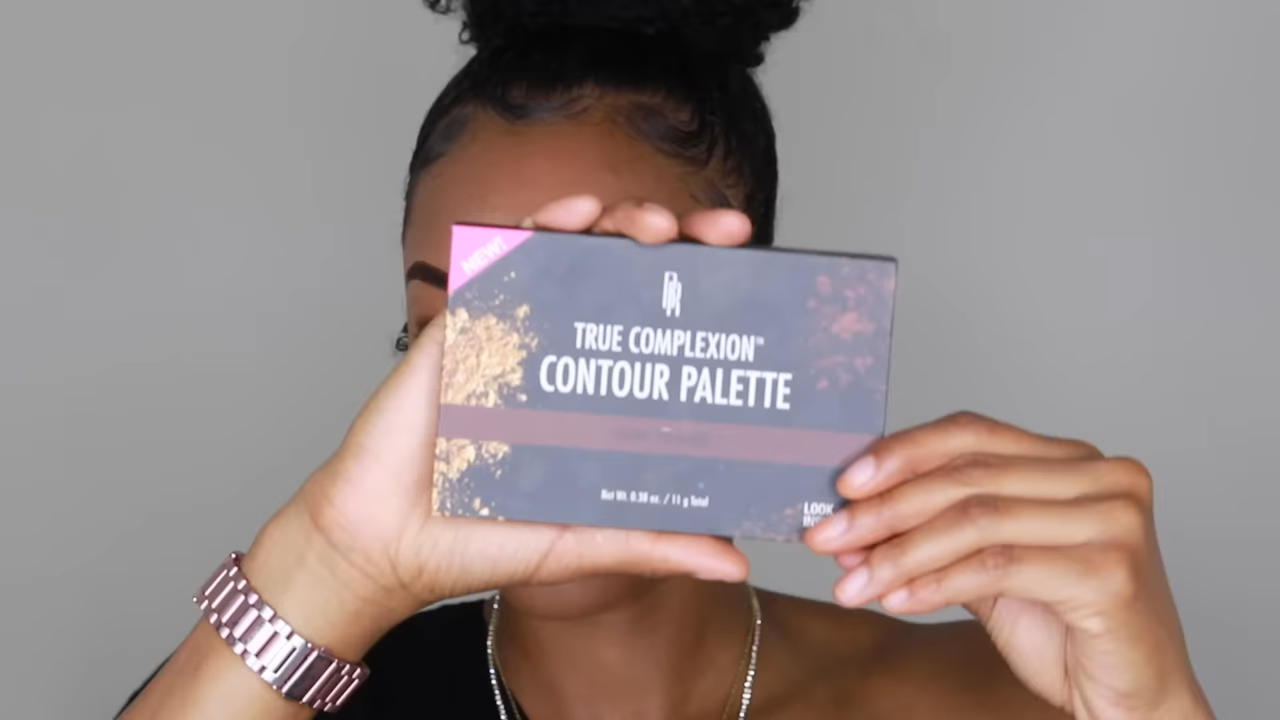 NEW!
TRUE COMPLEXION™
CONTOUR PALETTE
Net Wt. 0.38 oz. / 11 g Total
LOOK